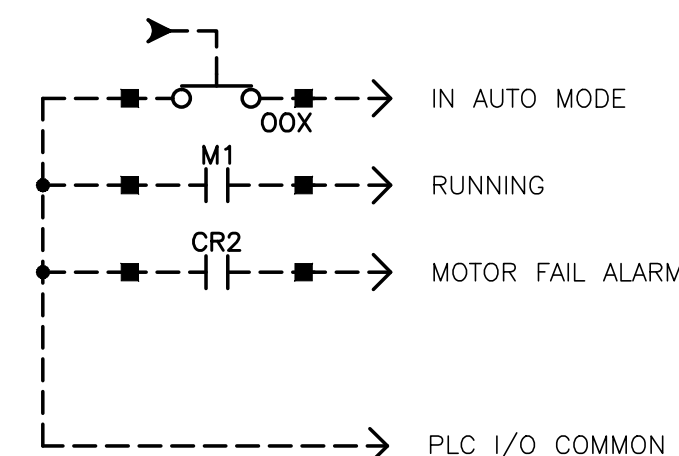 IN AUTO MODE
OOX
M1
RUNNING
CR2
MOTOR FAIL ALARM
PLC I/O COMMON